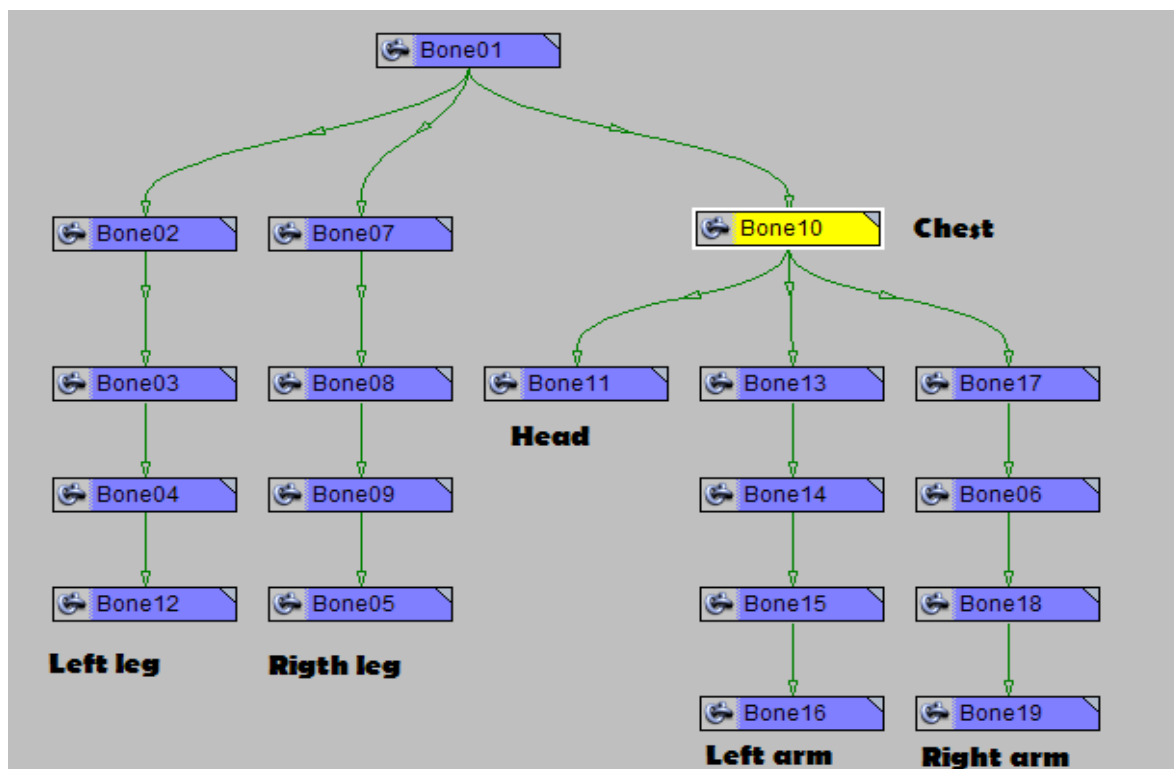 Bone01
Bone02
Bone07
Bone10
Chest
Bone03
Bone08
Bone11
Bone13
Bone17
Head
Bone04
Bone09
Bone14
Bone06
Bone12
Bone05
Bone15
Bone18
Left leg
Rigth leg
Bone16
Bone19
Left arm
Right arm